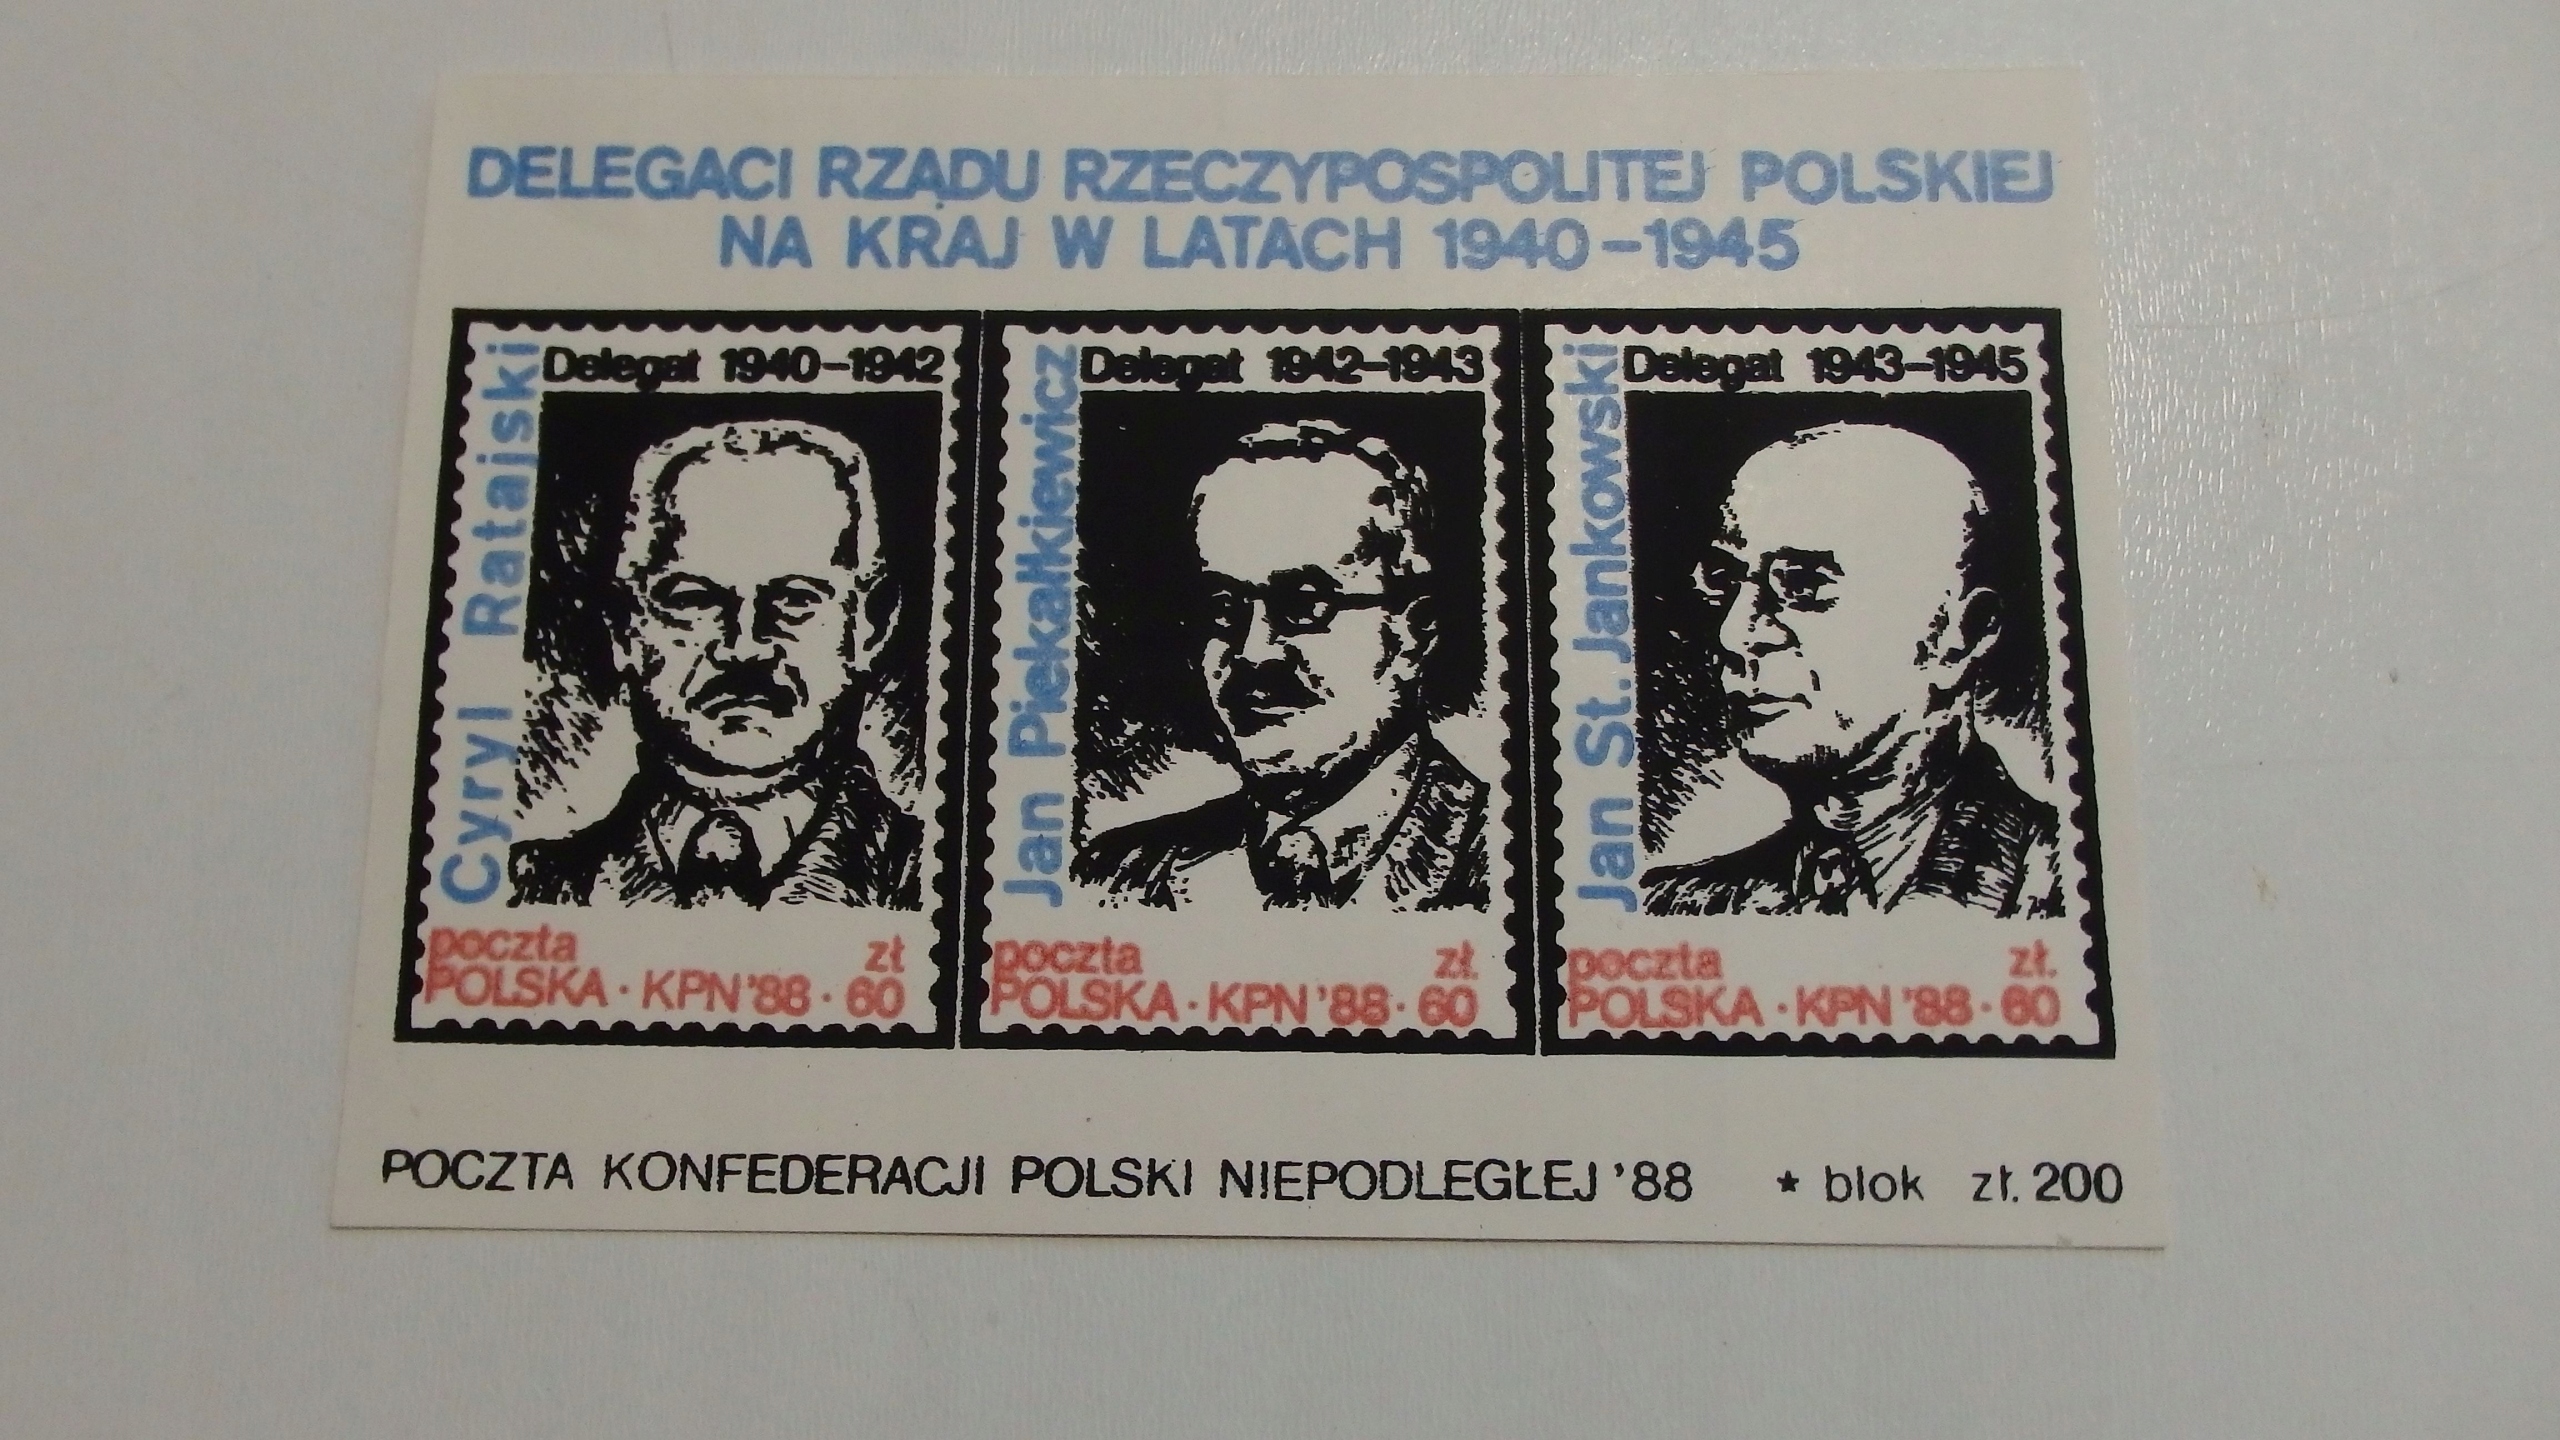 DELEGACI RZĄDU RZECZYPOSPOLITEJ POLSKIEJ
NA KRAJ W LATACH 1940-1945
Delegat 1940-1942
Cyryl Ratajski
poczta zł
POLSKA · KPN '88 · 60
Delegat 1942-1943
Jan Piekałkiewicz
poczta zł.
POLSKA · KPN '88 · 60
Delegat 1943-1945
Jan St. Jankowski
poczta zł.
POLSKA · KPN '88 · 60
POCZTA KONFEDERACJI POLSKI NIEPODLEGŁEJ '88 * blok zł. 200